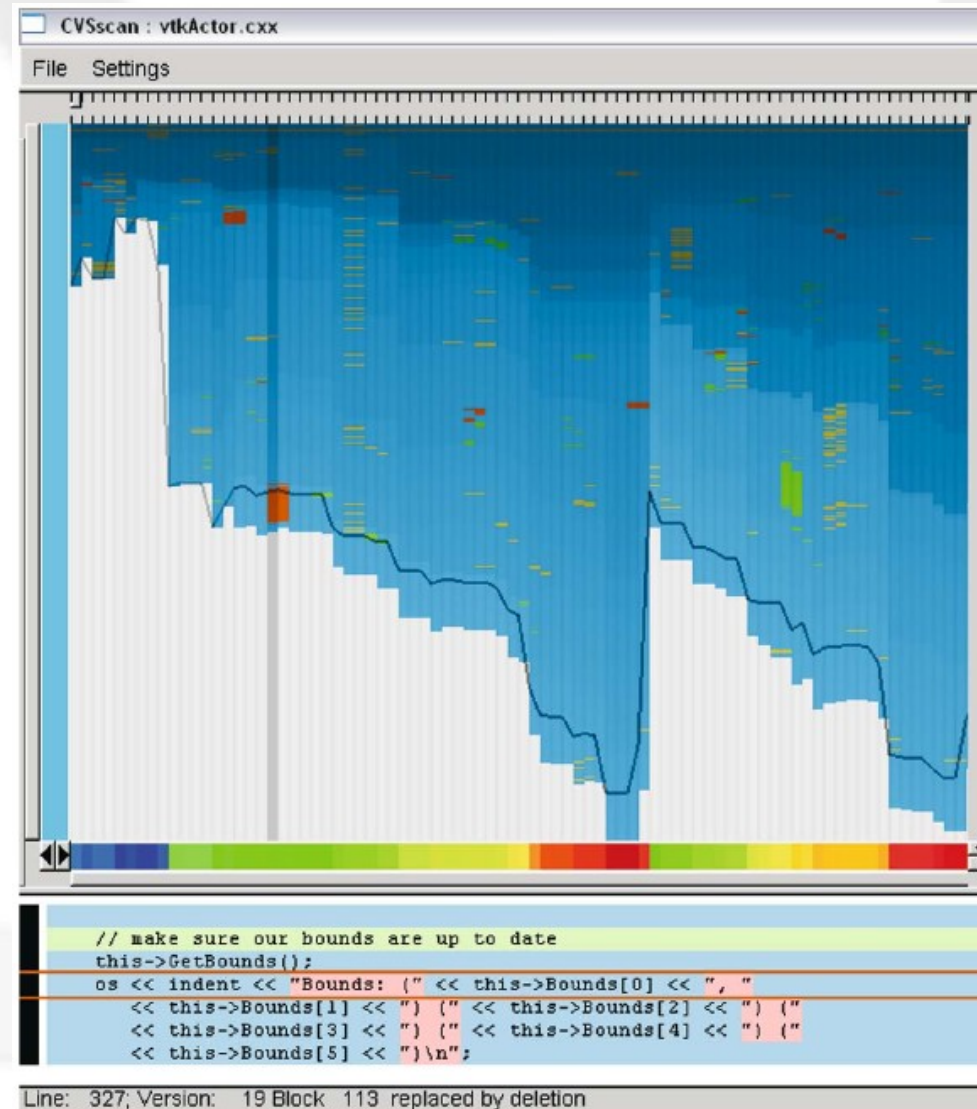 CVSscan : vtkActor.cxx
File Settings
// make sure our bounds are up to date
this->GetBounds();
os << indent << "Bounds: (" << this->Bounds[0] << ", "
<< this->Bounds[1] << ") (" << this->Bounds[2] << ") ("
<< this->Bounds[3] << ") (" << this->Bounds[4] << ") ("
<< this->Bounds[5] << ")\n";
Line: 327; Version: 19 Block 113 replaced by deletion